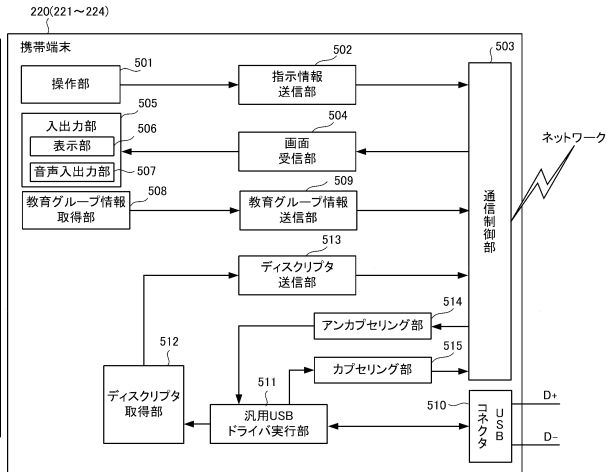 220(221～224)
携帯端末
501
操作部
502
指示情報
送信部
503
通信制御部
505
入出力部
506
表示部
507
音声入出力部
504
画面
受信部
ネットワーク
508
教育グループ情報
取得部
509
教育グループ情報
送信部
513
ディスクリプタ
送信部
514
アンカプセリング部
515
カプセリング部
512
ディスクリプタ
取得部
511
汎用USB
ドライバ実行部
510
USB
コネクタ
D+
D-